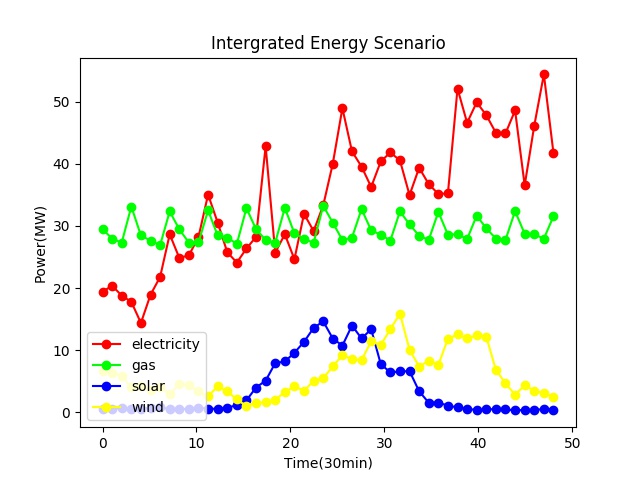 Intergrated Energy Scenario
Power(MW)
50
40
30
20
10
0
electricity
gas
solar
wind
0 10 20 30 40 50
Time(30min)